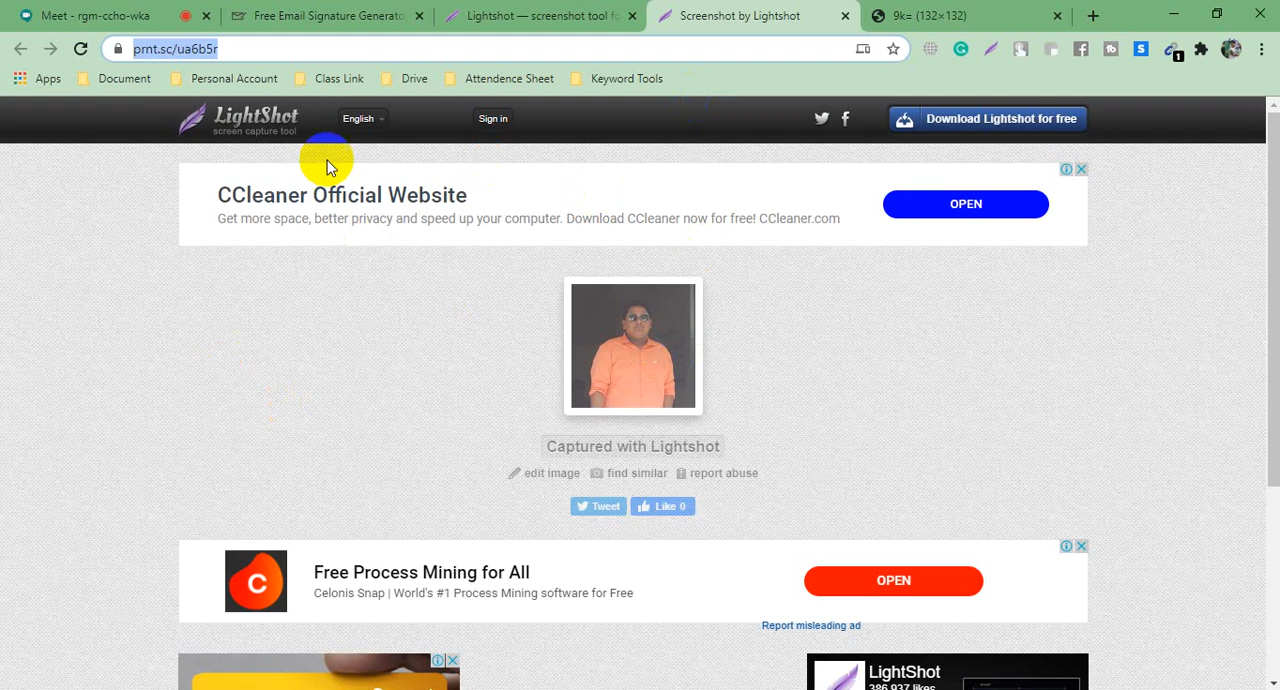 Meet - rgm-ccho-wka
Free Email Signature Generato
Lightshot — screenshot tool fo
Screenshot by Lightshot
9k= (132×132)
prnt.sc/ua6b5r
1
Apps
Document
Personal Account
Class Link
Drive
Attendence Sheet
Keyword Tools
LightShot
screen capture tool
English
Sign in
Download Lightshot for free
CCleaner Official Website
Get more space, better privacy and speed up your computer. Download CCleaner now for free! CCleaner.com
OPEN
Captured with Lightshot
edit image
find similar
report abuse
Tweet
Like 0
C
Free Process Mining for All
Celonis Snap | World's #1 Process Mining software for Free
OPEN
Report misleading ad
LightShot
386,937 likes